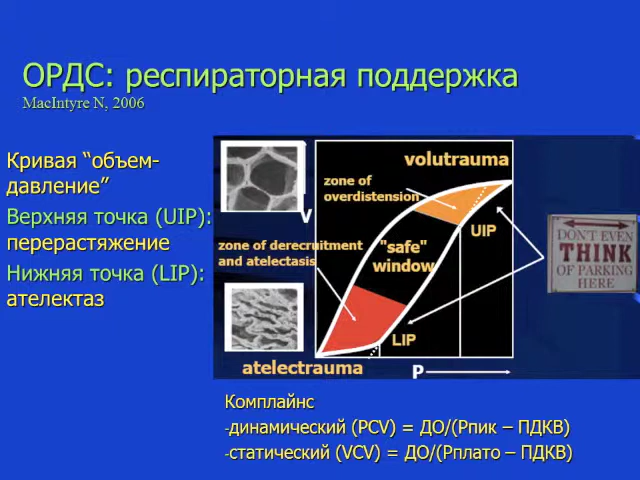 ОРДС: респираторная поддержка
MacIntyre N, 2006
Кривая “объем-
давление”
Верхняя точка (UIP):
перерастяжение
Нижняя точка (LIP):
ателектаз
volutrauma
zone of
overdistension
V
UIP
zone of derecruitment
and atelectasis
"safe"
window
DON'T EVEN
THINK
OF PARKING
HERE
LIP
atelectrauma
P
Комплайнс
-динамический (PCV) = ДО/(Рпик – ПДКВ)
-статический (VCV) = ДО/(Рплато – ПДКВ)